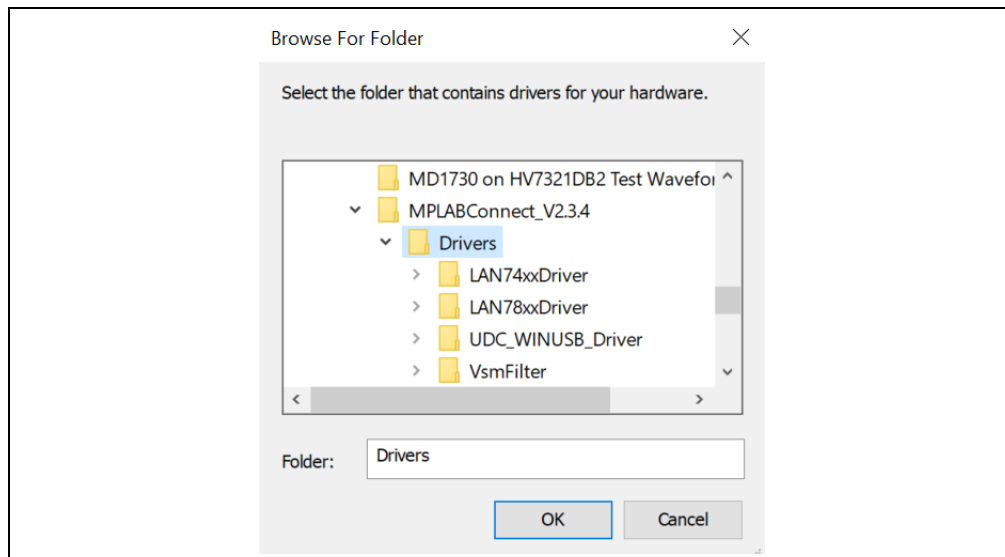 Browse For Folder
Select the folder that contains drivers for your hardware.
MD1730 on HV7321DB2 Test Wavefor
MPLABConnect_V2.3.4
Drivers
LAN74xxDriver
LAN78xxDriver
UDC_WINUSB_Driver
VsmFilter
Folder: Drivers
OK Cancel